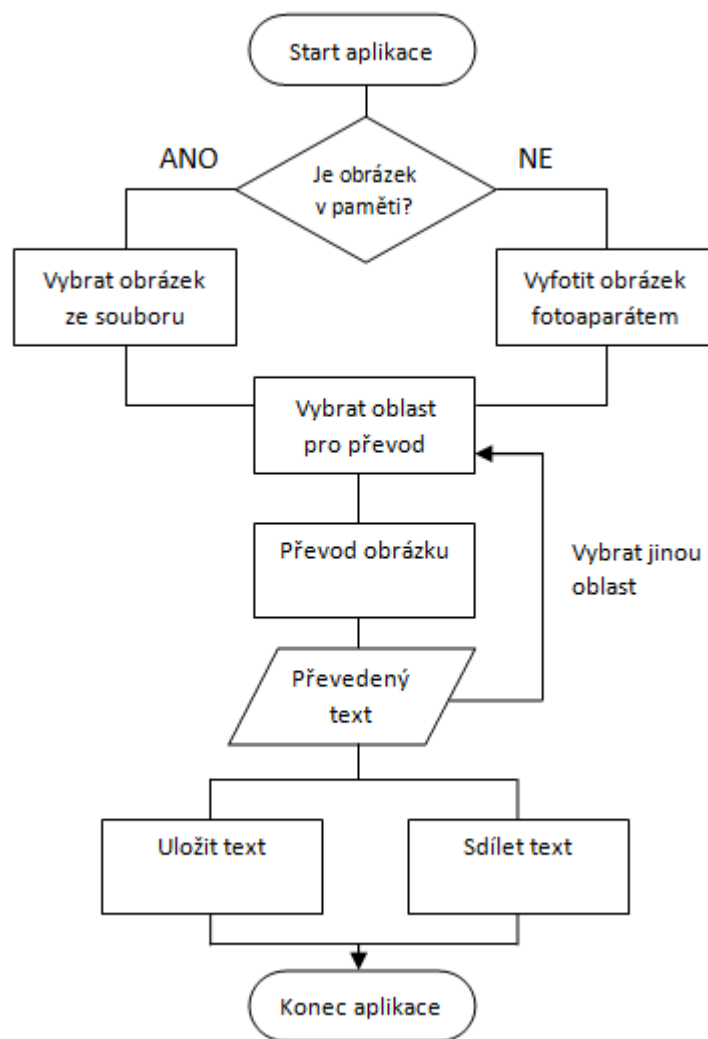 Start aplikace
ANO
NE
Je obrázek
v paměti?
Vybrat obrázek
ze souboru
Vyfotit obrázek
fotoaparátem
Vybrat oblast
pro převod
Převod obrázku
Vybrat jinou
oblast
Převedený
text
Uložit text
Sdílet text
Konec aplikace